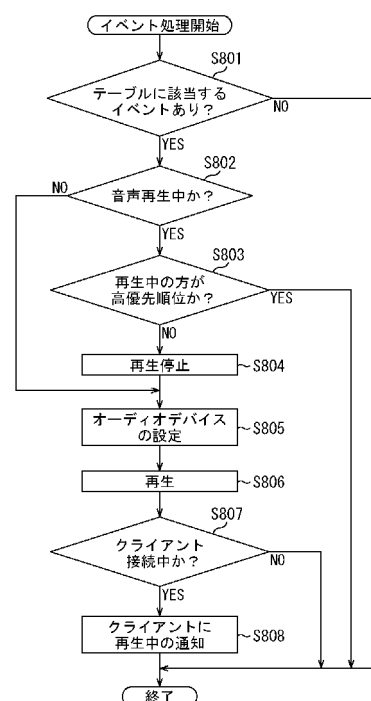 イベント処理開始
S801
テーブルに該当する
イベントあり?
NO
YES
S802
NO
音声再生中か?
YES
S803
再生中の方が
高優先順位か?
YES
NO
再生停止
S804
オーディオデバイス
の設定
S805
再生
S806
S807
クライアント
接続中か?
NO
YES
クライアントに
再生中の通知
S808
終了